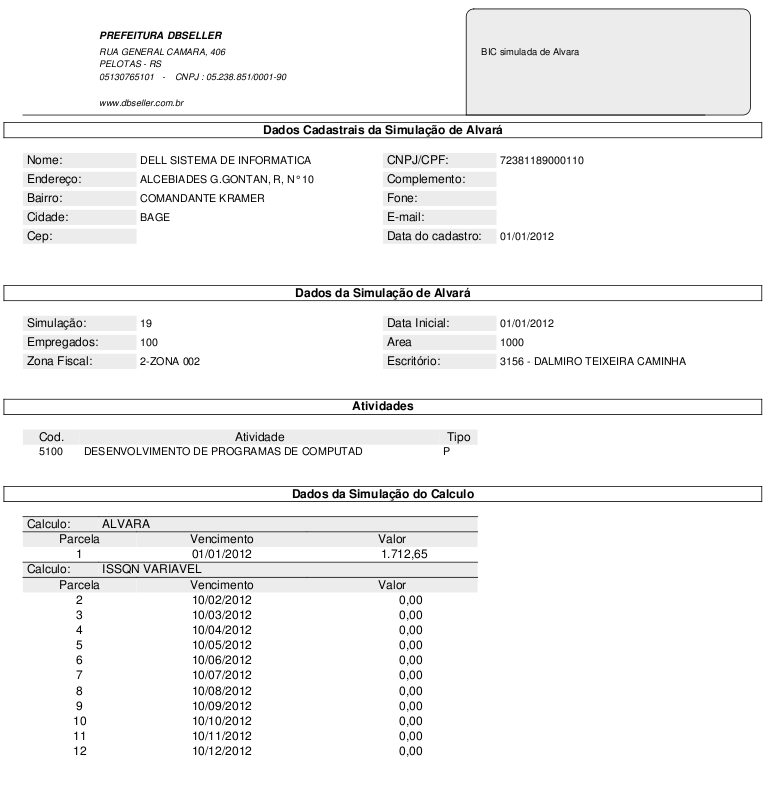 PREFEITURA DBSELLER
RUA GENERAL CAMARA, 406
PELOTAS - RS
05130765101 - CNPJ : 05.238.851/0001-90
www.dbseller.com.br
BIC simulada de Alvara
Dados Cadastrais da Simulação de Alvará
Nome: DELL SISTEMA DE INFORMATICA CNPJ/CPF: 72381189000110
Endereço: ALCEBIADES G.GONTAN, R, N° 10 Complemento:
Bairro: COMANDANTE KRAMER Fone:
Cidade: BAGE E-mail:
Cep: Data do cadastro: 01/01/2012
Dados da Simulação de Alvará
Simulação: 19 Data Inicial: 01/01/2012
Empregados: 100 Area 1000
Zona Fiscal: 2-ZONA 002 Escritório: 3156 - DALMIRO TEIXEIRA CAMINHA
Atividades
Cod. Atividade Tipo
5100 DESENVOLVIMENTO DE PROGRAMAS DE COMPUTAD P
Dados da Simulação do Calculo
Calculo: ALVARA
Parcela Vencimento Valor
1 01/01/2012 1.712,65
Calculo: ISSQN VARIAVEL
Parcela Vencimento Valor
2 10/02/2012 0,00
3 10/03/2012 0,00
4 10/04/2012 0,00
5 10/05/2012 0,00
6 10/06/2012 0,00
7 10/07/2012 0,00
8 10/08/2012 0,00
9 10/09/2012 0,00
10 10/10/2012 0,00
11 10/11/2012 0,00
12 10/12/2012 0,00